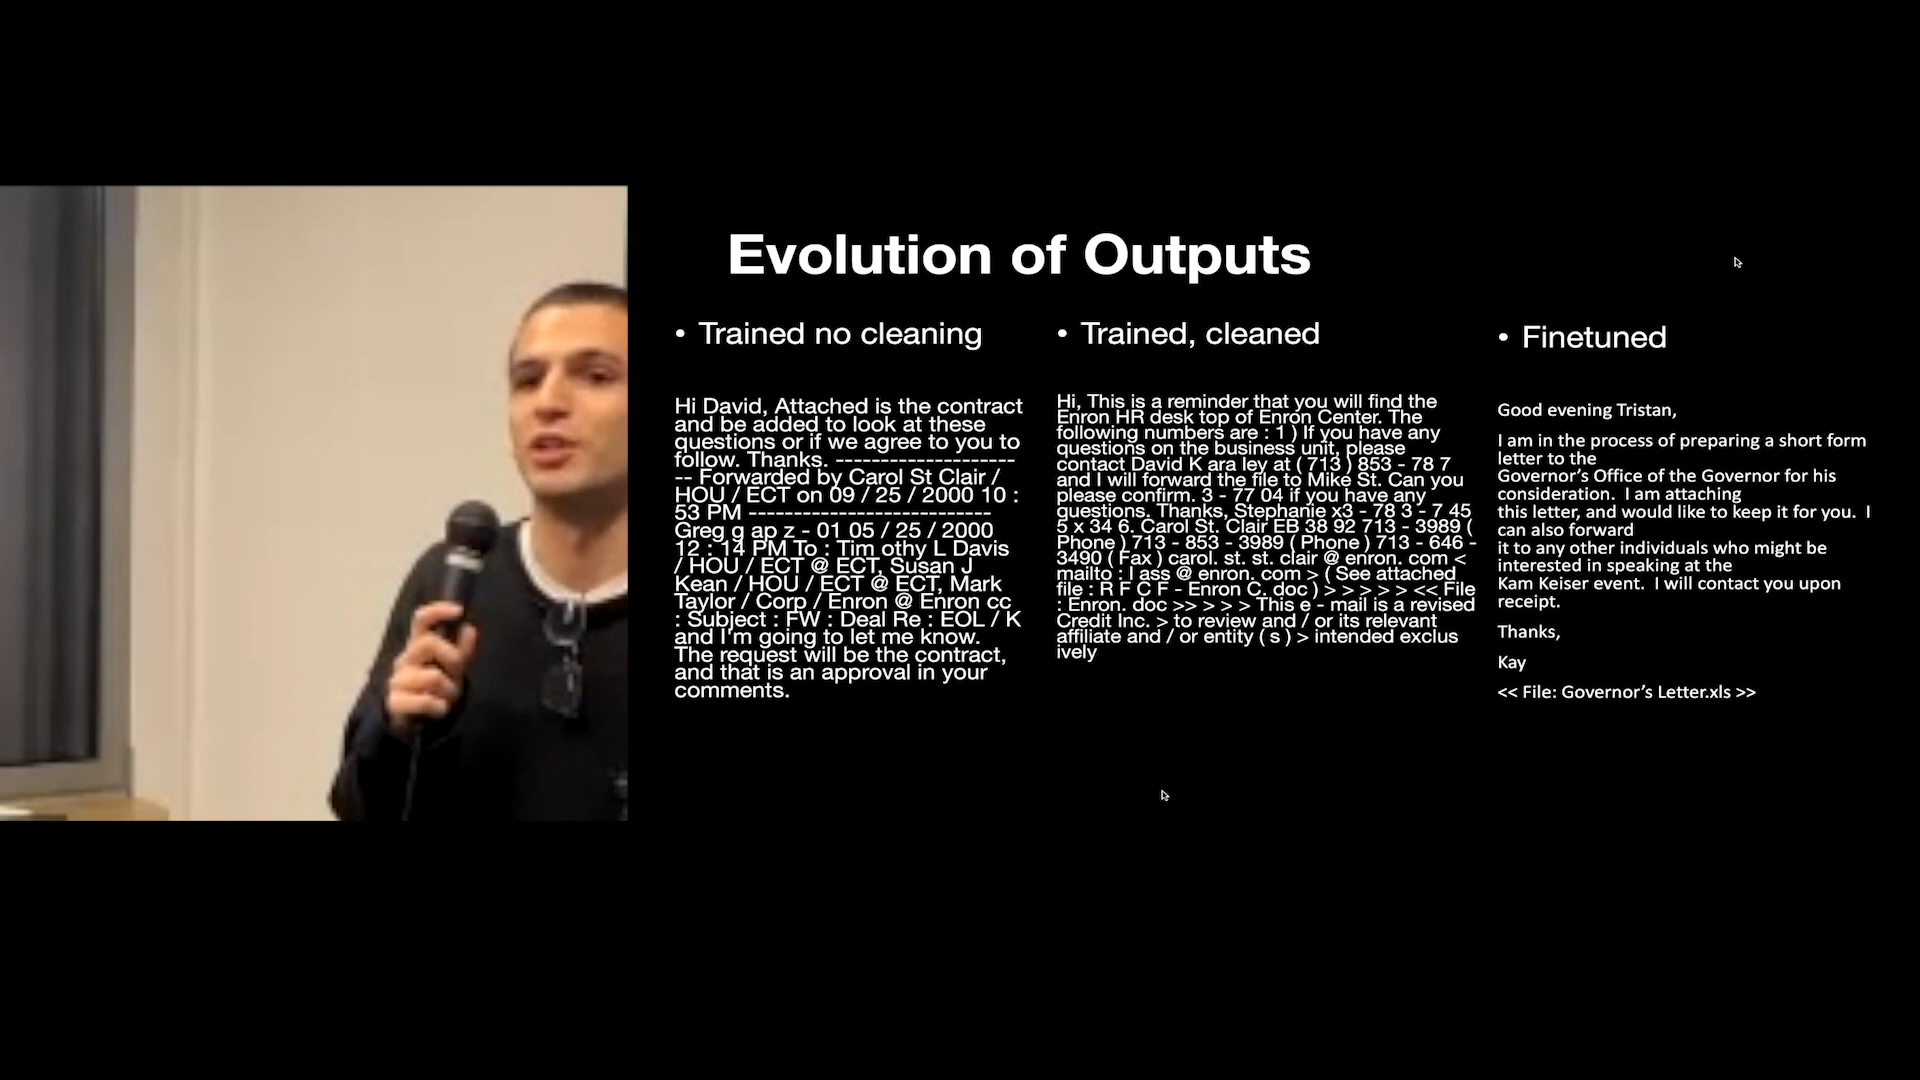 Evolution of Outputs
• Trained no cleaning
Hi David, Attached is the contract
and be added to look at these
questions or if we agree to you to
follow. Thanks. ---------------------
-- Forwarded by Carol St Clair /
HOU / ECT on 09 / 25 / 2000 10 :
53 PM ----------------------------
Greg g ap z - 01 05 / 25 / 2000
12 : 14 PM To : Tim othy L Davis
/ HOU / ECT @ ECT, Susan J
Kean / HOU / ECT @ ECT, Mark
Taylor / Corp / Enron @ Enron cc
: Subject : FW : Deal Re : EOL / K
and I'm going to let me know.
The request will be the contract,
and that is an approval in your
comments.
• Trained, cleaned
Hi, This is a reminder that you will find the
Enron HR desk top of Enron Center. The
following numbers are : 1 ) If you have any
questions on the business unit, please
contact David K ara ley at ( 713 ) 853 - 78 7
and I will forward the file to Mike St. Can you
please confirm. 3 - 77 04 if you have any
questions. Thanks, Stephanie x3 - 78 3 - 7 45
5 x 34 6. Carol St. Clair EB 38 92 713 - 3989 (
Phone ) 713 - 853 - 3989 ( Phone ) 713 - 646 -
3490 ( Fax ) carol. st. st. clair @ enron. com <
mailto : l ass @ enron. com > ( See attached
file : R F C F - Enron C. doc ) > > > > > << File
: Enron. doc >> > > > This e - mail is a revised
Credit Inc. > to review and / or its relevant
affiliate and / or entity ( s ) > intended exclus
ively
• Finetuned
Good evening Tristan,
I am in the process of preparing a short form
letter to the
Governor's Office of the Governor for his
consideration.  I am attaching
this letter, and would like to keep it for you.  I
can also forward
it to any other individuals who might be
interested in speaking at the
Kam Keiser event.  I will contact you upon
receipt.
Thanks,
Kay
<< File: Governor's Letter.xls >>